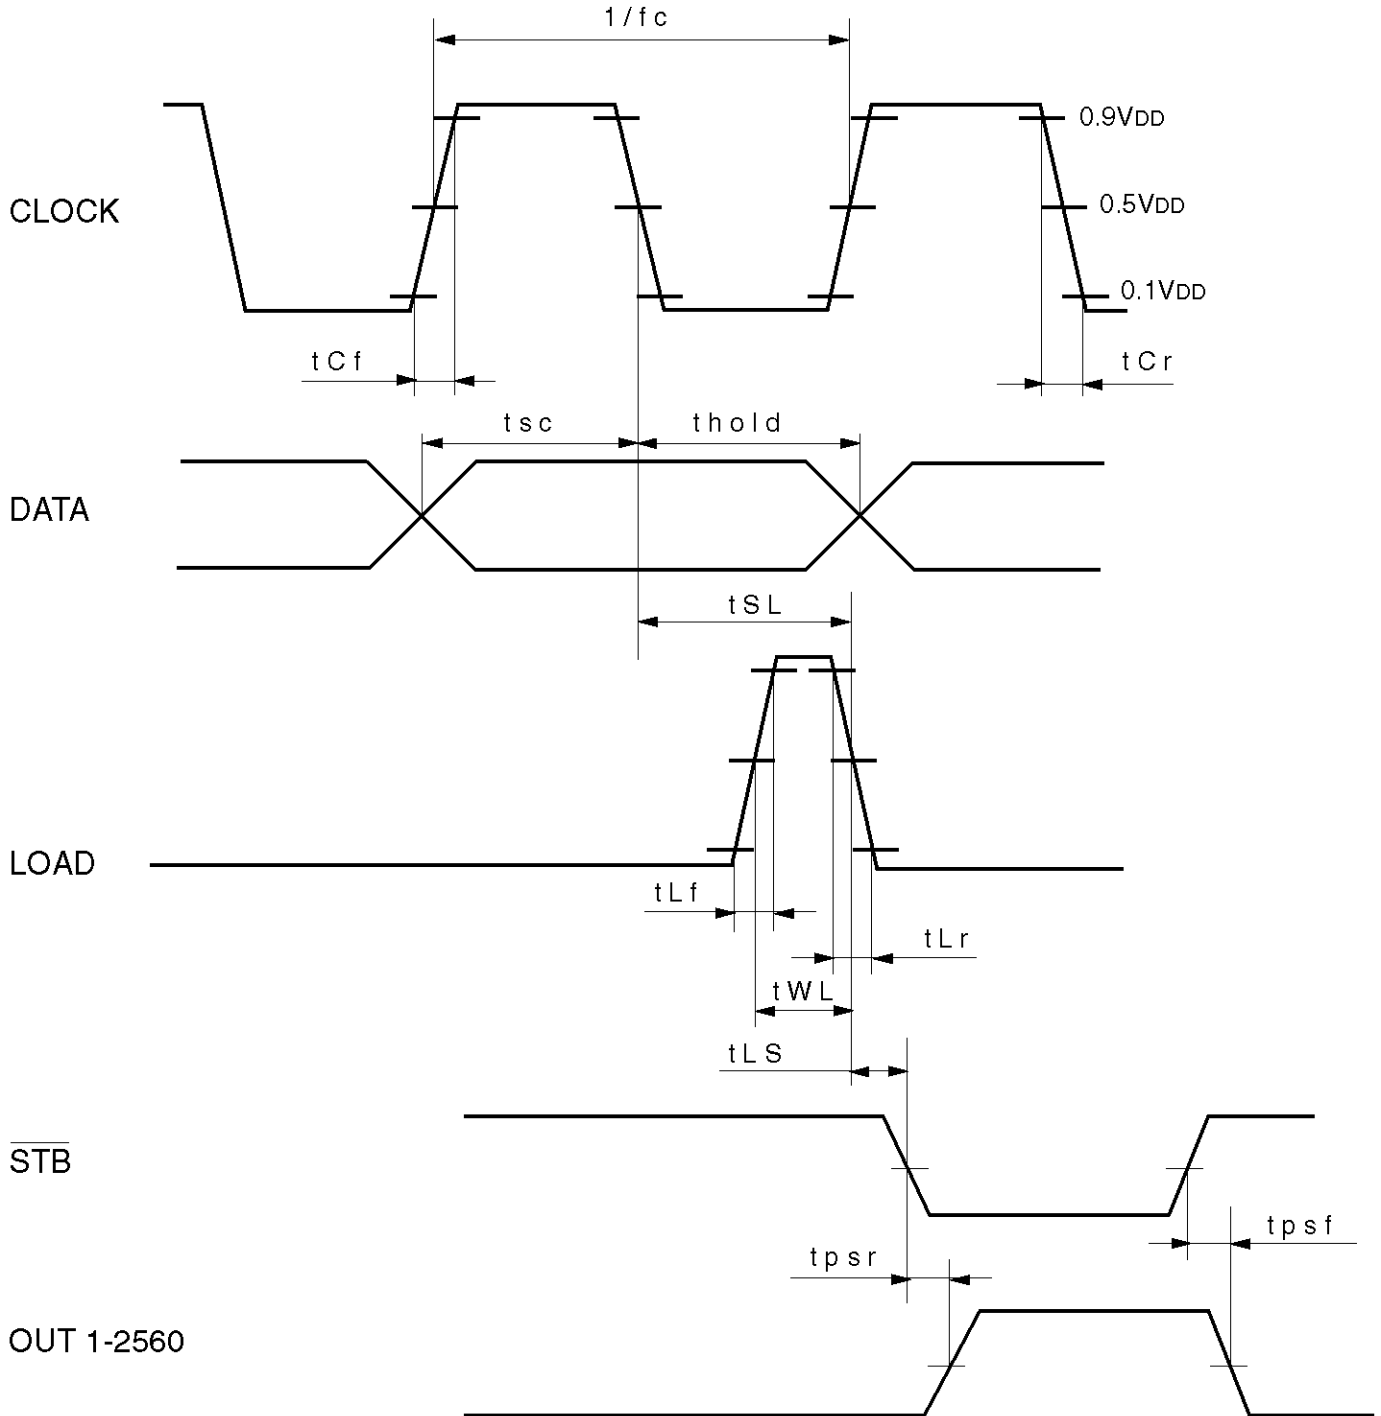 1/fc
0.9VDD
CLOCK
0.5VDD
0.1VDD
tCf
tCr
tsc
thold
DATA
tSL
LOAD
tLf
tLr
tWL
tLS
STB
tpsf
tpsr
OUT 1-2560